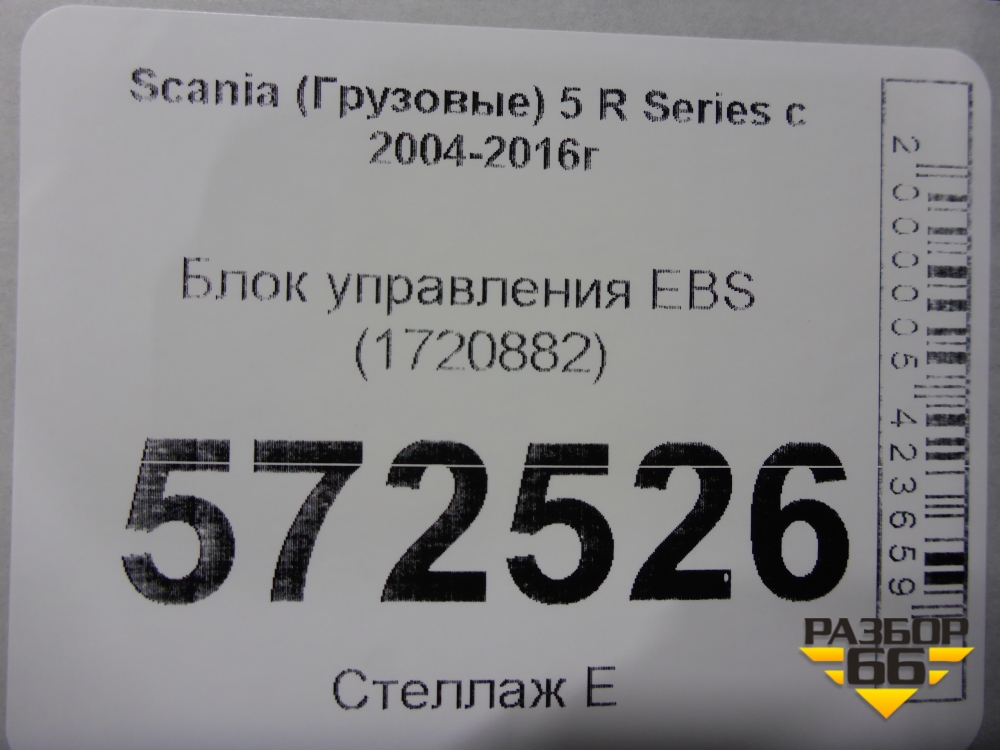 Scania (Грузовые) 5 R Series с
2004-2016г
Блок управления EBS
(1720882)
572526
Стеллаж Е
2000005423659
РАЗБОР
66